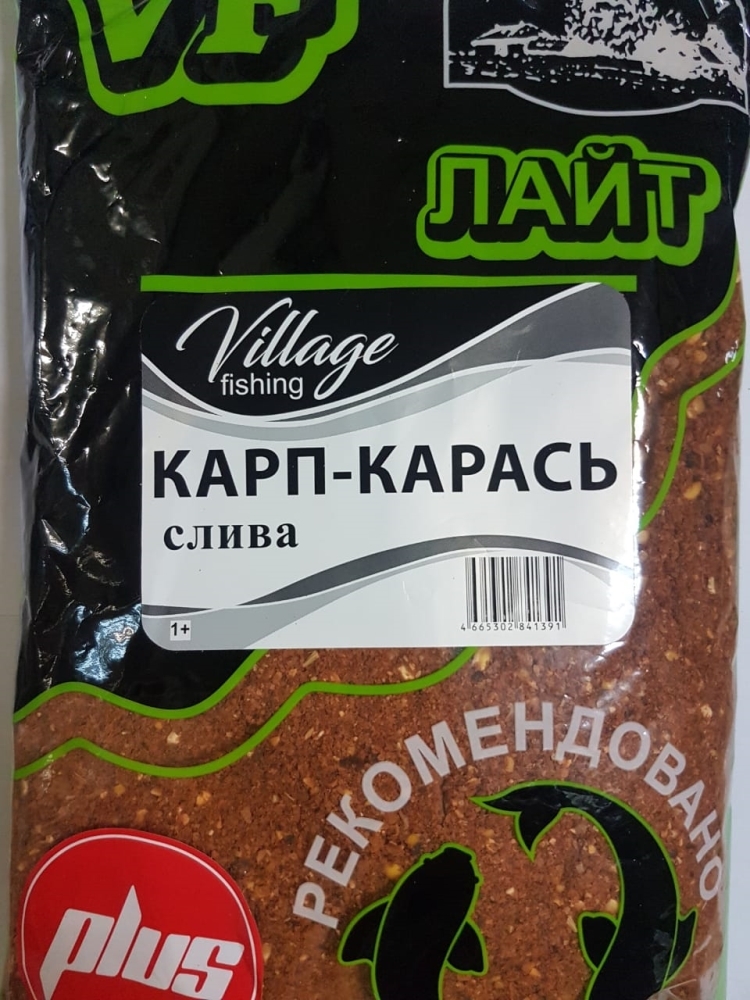 VF
ЛАЙТ
Village
fishing
КАРП-КАРАСЬ
слива
1+
4 665302 841391
РЕКОМЕНДОВАНО
plus